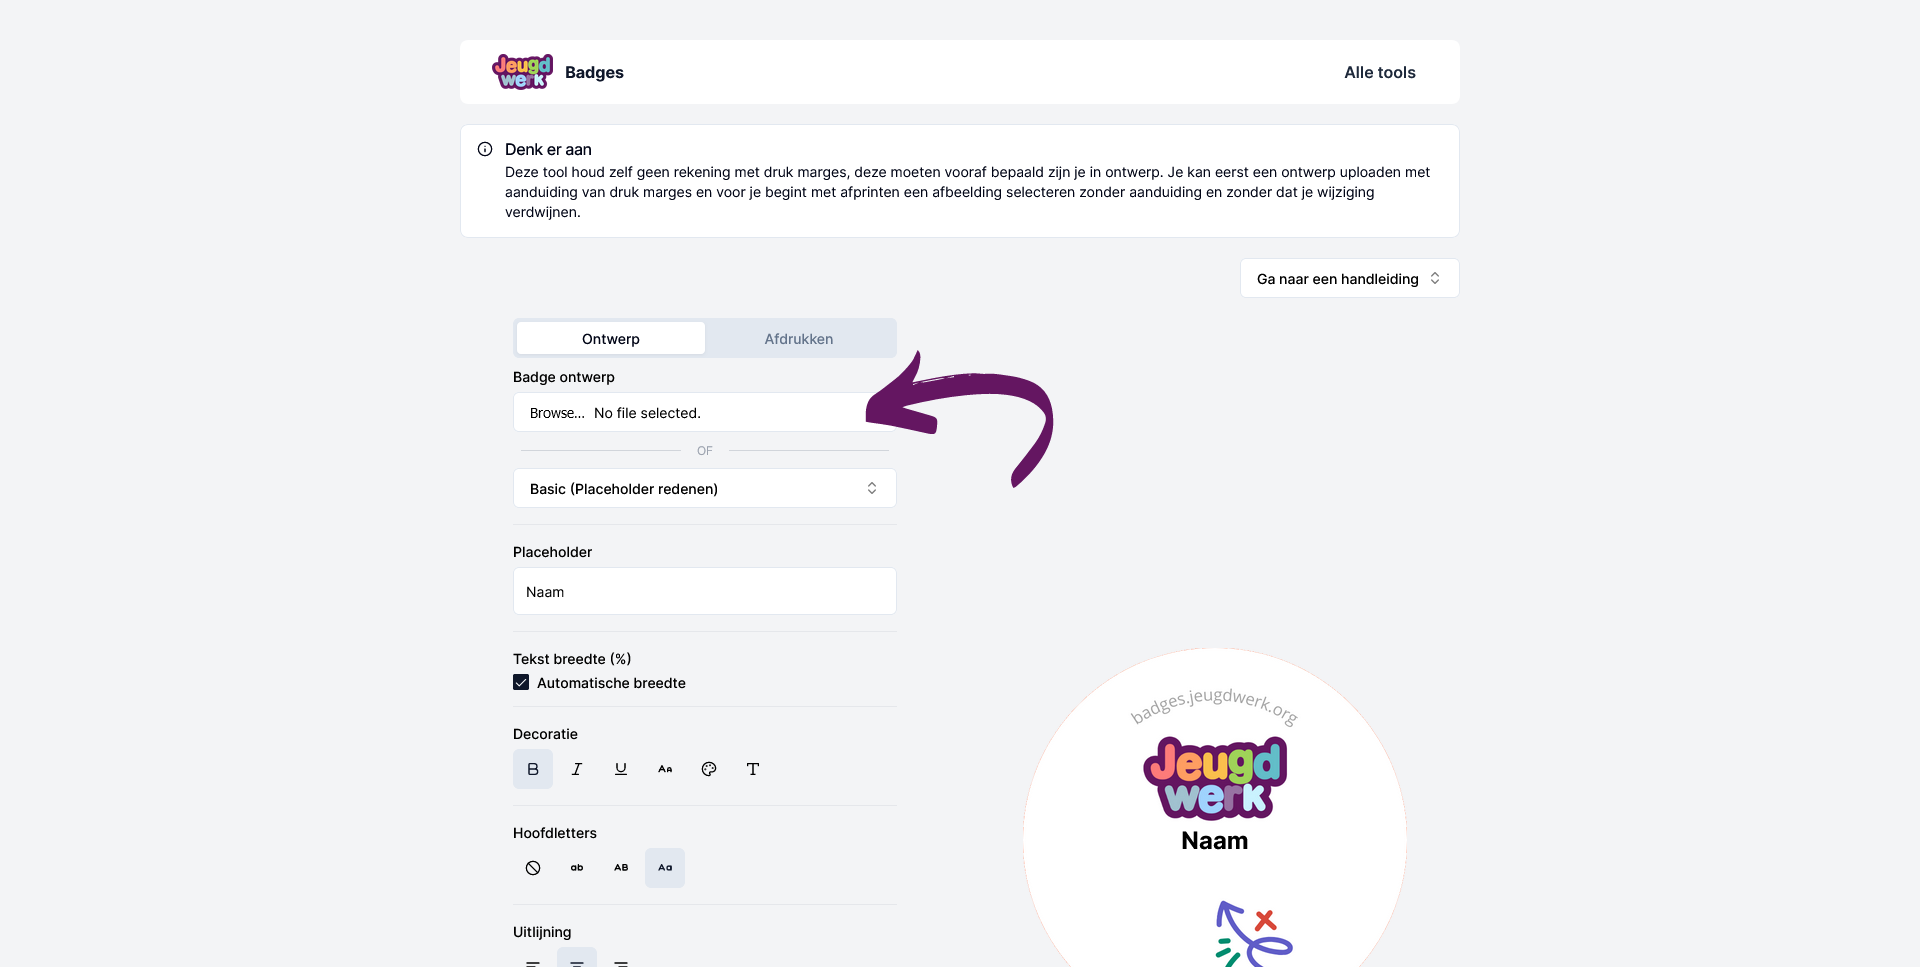 Jeugd
werk
Badges
Alle tools
Denk er aan
Deze tool houd zelf geen rekening met druk marges, deze moeten vooraf bepaald zijn je in ontwerp. Je kan eerst een ontwerp uploaden met
aanduiding van druk marges en voor je begint met afprinten een afbeelding selecteren zonder aanduiding en zonder dat je wijziging
verdwijnen.
Ga naar een handleiding
Ontwerp
Afdrukken
Badge ontwerp
Browse... No file selected.
OF
Basic (Placeholder redenen)
Placeholder
Naam
Tekst breedte (%)
Automatische breedte
Decoratie
B I U Aa T
Hoofdletters
ab AB Aa
Uitlijning
badges.jeugdwerk.org
Jeugd
werk
Naam